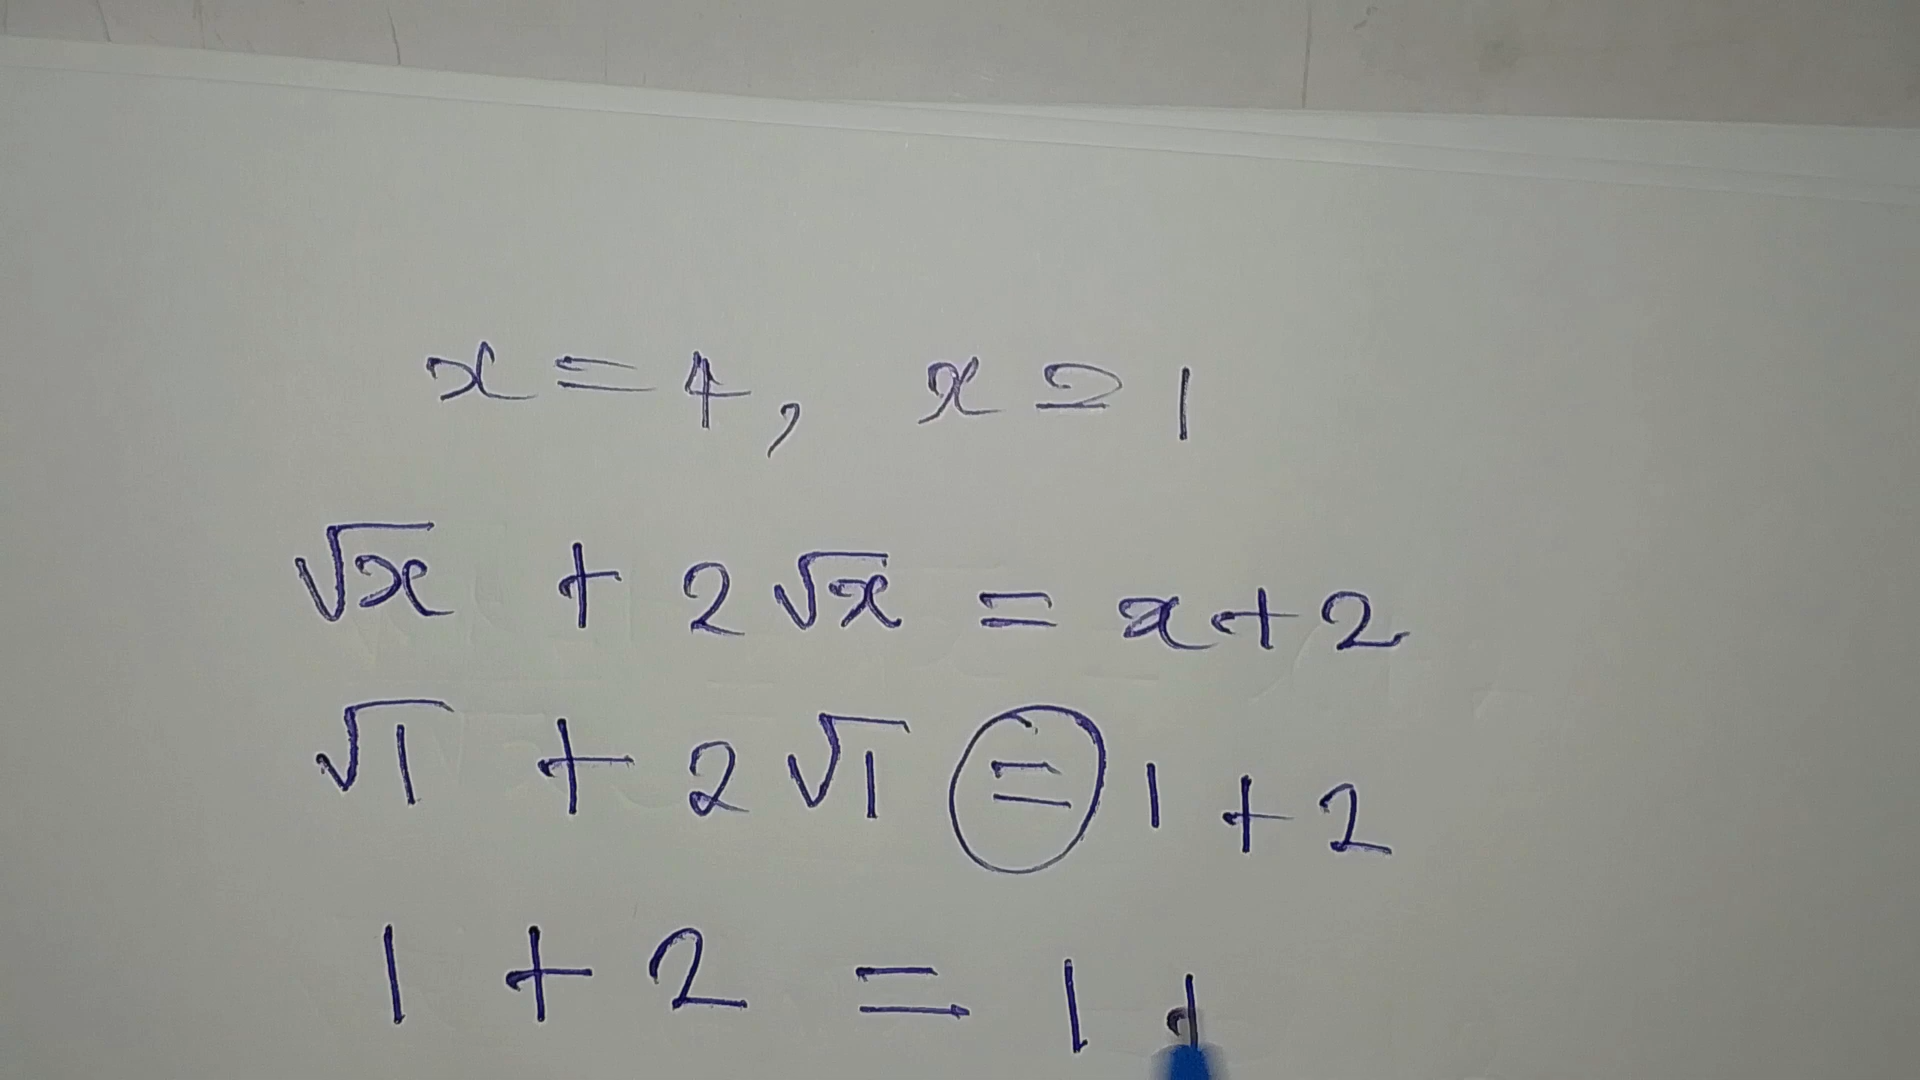 x = 4, x = 1
√x + 2√x = x + 2
√1 + 2√1 = 1 + 2
1 + 2 = 1 +